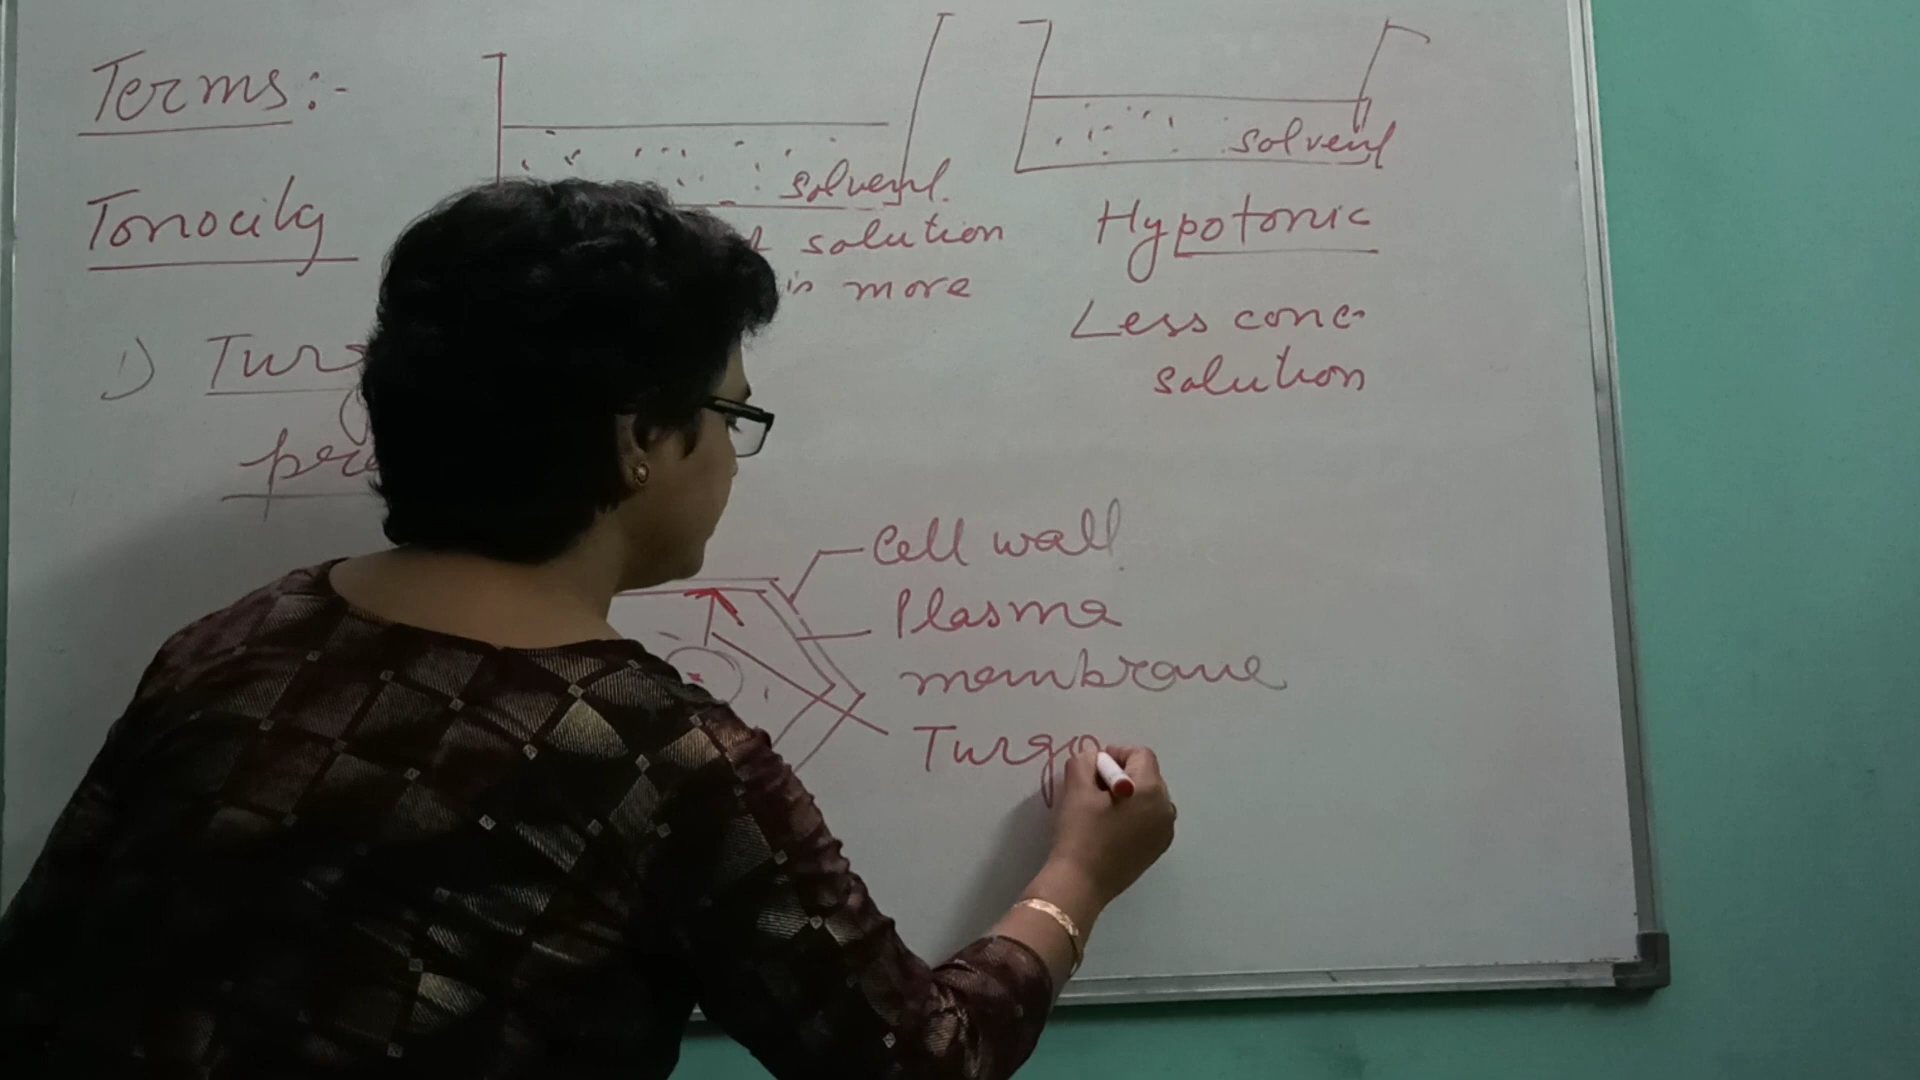 Terms:-
solvent.
solvent
Tonocity
solution
Hypotonic
is more
Less conc-
solution
1) Turg
pre
Cell wall
Plasma
membrane
Turgo